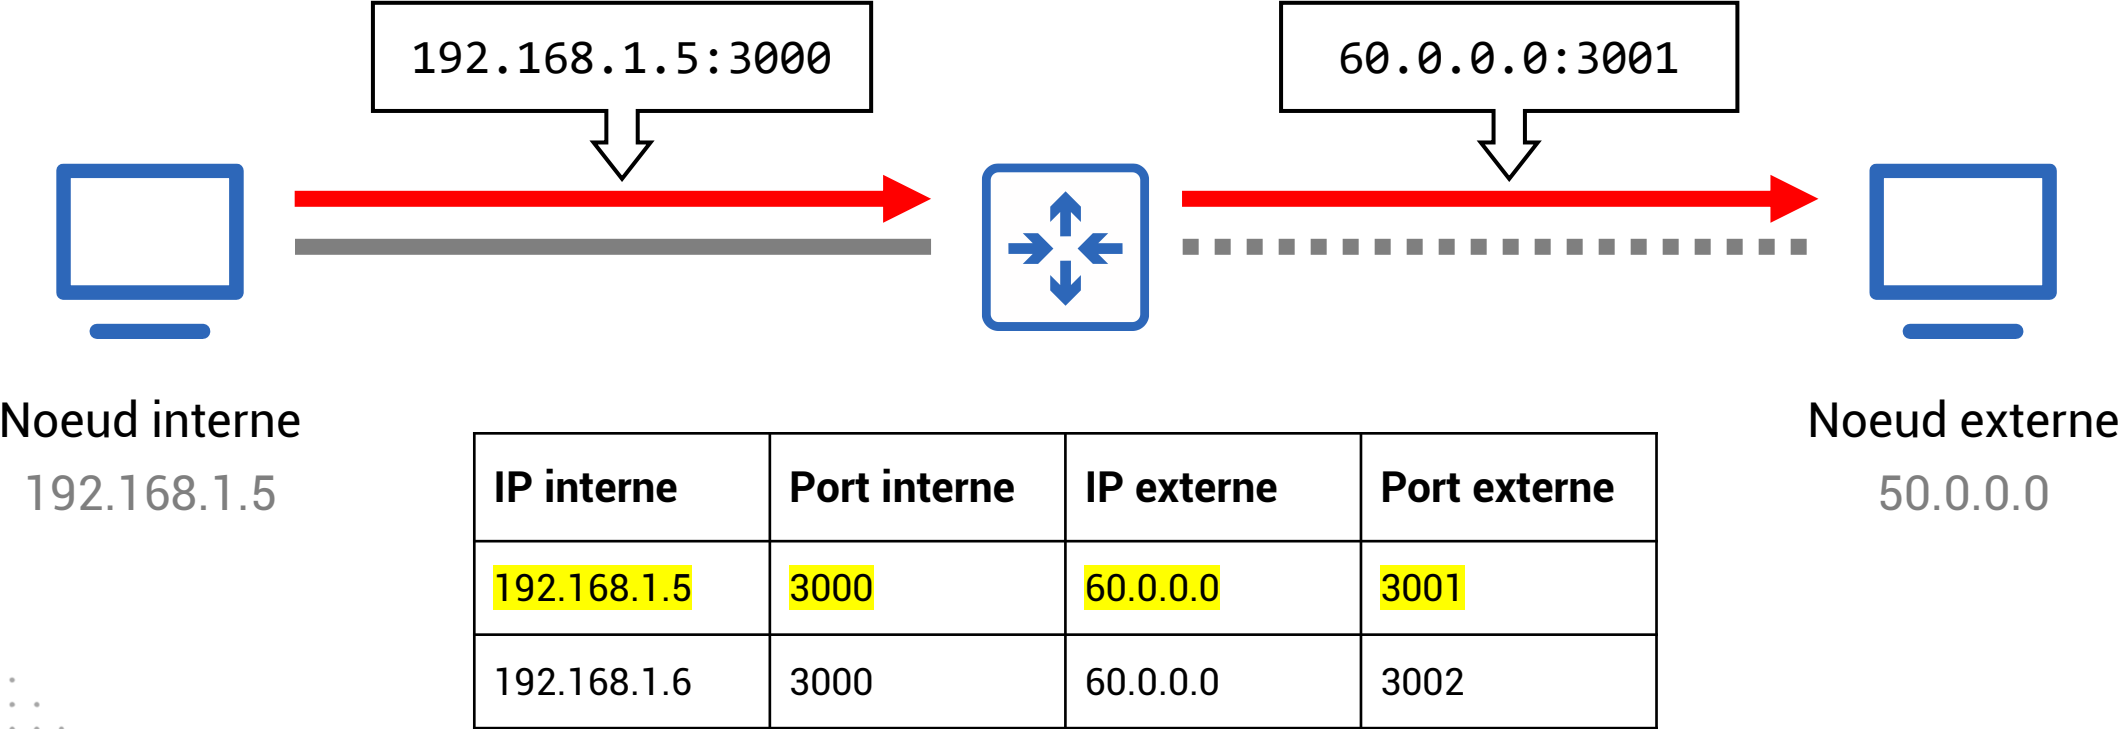 192.168.1.5:3000
60.0.0.0:3001
Noeud interne
192.168.1.5
Noeud externe
50.0.0.0
IP interne Port interne IP externe Port externe
192.168.1.5 3000 60.0.0.0 3001
192.168.1.6 3000 60.0.0.0 3002